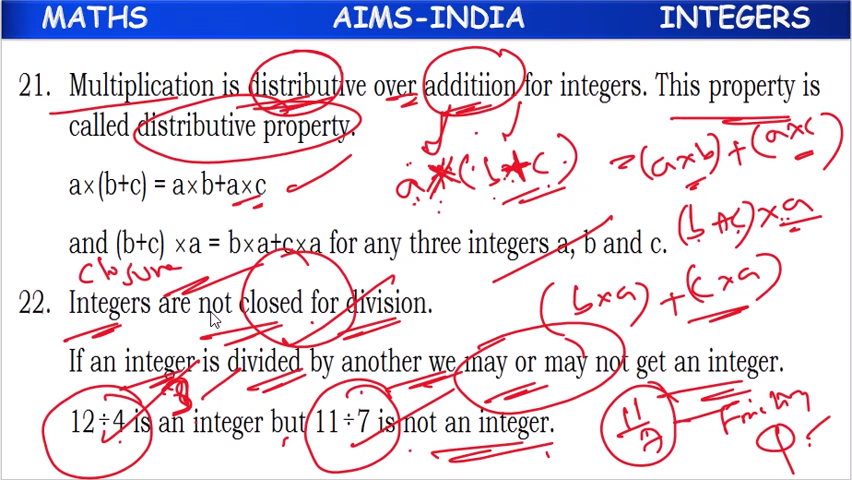 MATHS AIMS-INDIA INTEGERS
21. Multiplication is distributive over additiion for integers. This property is
called distributive property.
a×(b+c) = a×b+a×c
a × (b + c) = (a×b) + (a×c)
and (b+c) ×a = b×a+c×a for any three integers a, b and c.
(b + c) × a
closure
(b×a) + (c×a)
22. Integers are not closed for division.
If an integer is divided by another we may or may not get an integer.
12÷4 is an integer but 11÷7 is not an integer.
3
11/7
Q